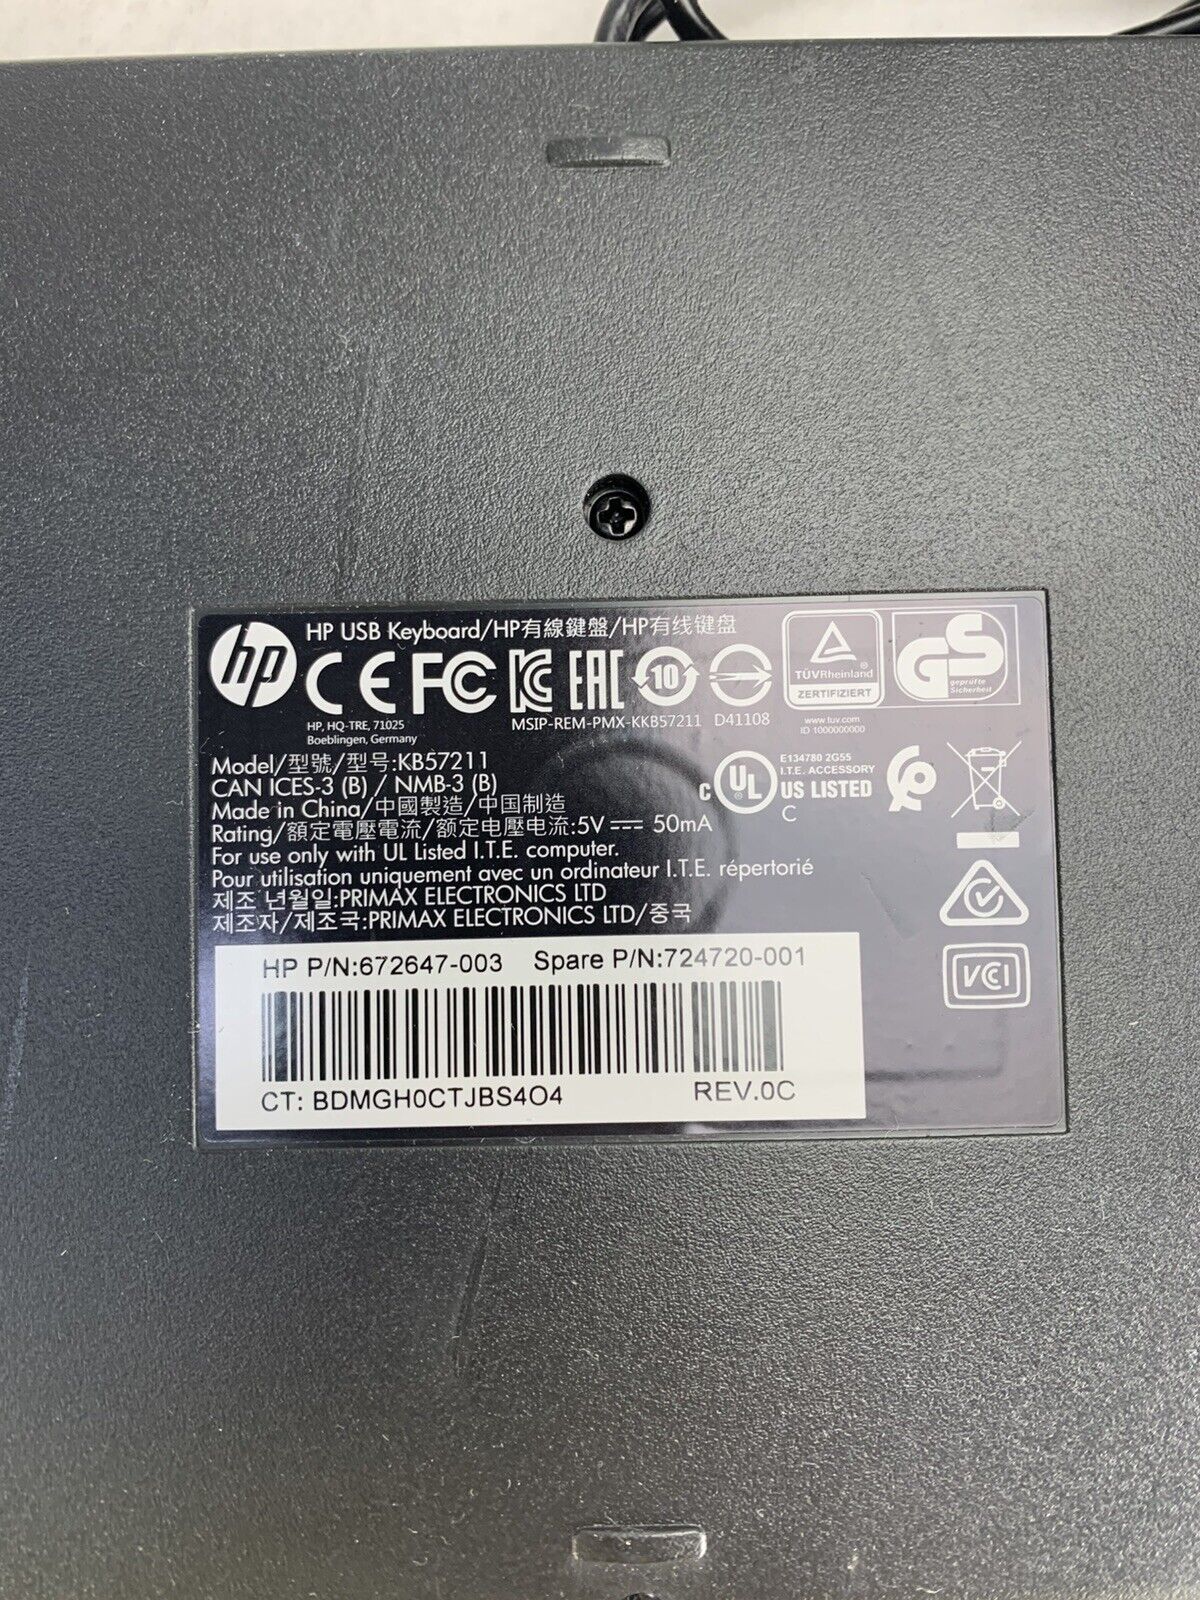 hp
HP USB Keyboard/HP有線鍵盤/HP有线键盘
CE FC EAC 10
HP, HQ-TRE, 71025
Boeblingen, Germany
MSIP-REM-PMX-KKB57211 D41108
TÜVRheinland®
ZERTIFIZIERT
www.tuv.com
ID 1000000000
GS
geprüfte
Sicherheit
Model/型號/型号:KB57211
CAN ICES-3 (B) / NMB-3 (B)
Made in China/中國製造/中国制造
Rating/額定電壓電流/额定电压电流:5V ⎓ 50mA
For use only with UL Listed I.T.E. computer.
Pour utilisation uniquement avec un ordinateur I.T.E. répertorié
제조 년월일:PRIMAX ELECTRONICS LTD
제조자/제조국:PRIMAX ELECTRONICS LTD/중국
E134780 2G55
I.T.E. ACCESSORY
C UL US LISTED
C
VCI
HP P/N:672647-003 Spare P/N:724720-001
CT: BDMGH0CTJBS4O4 REV.0C